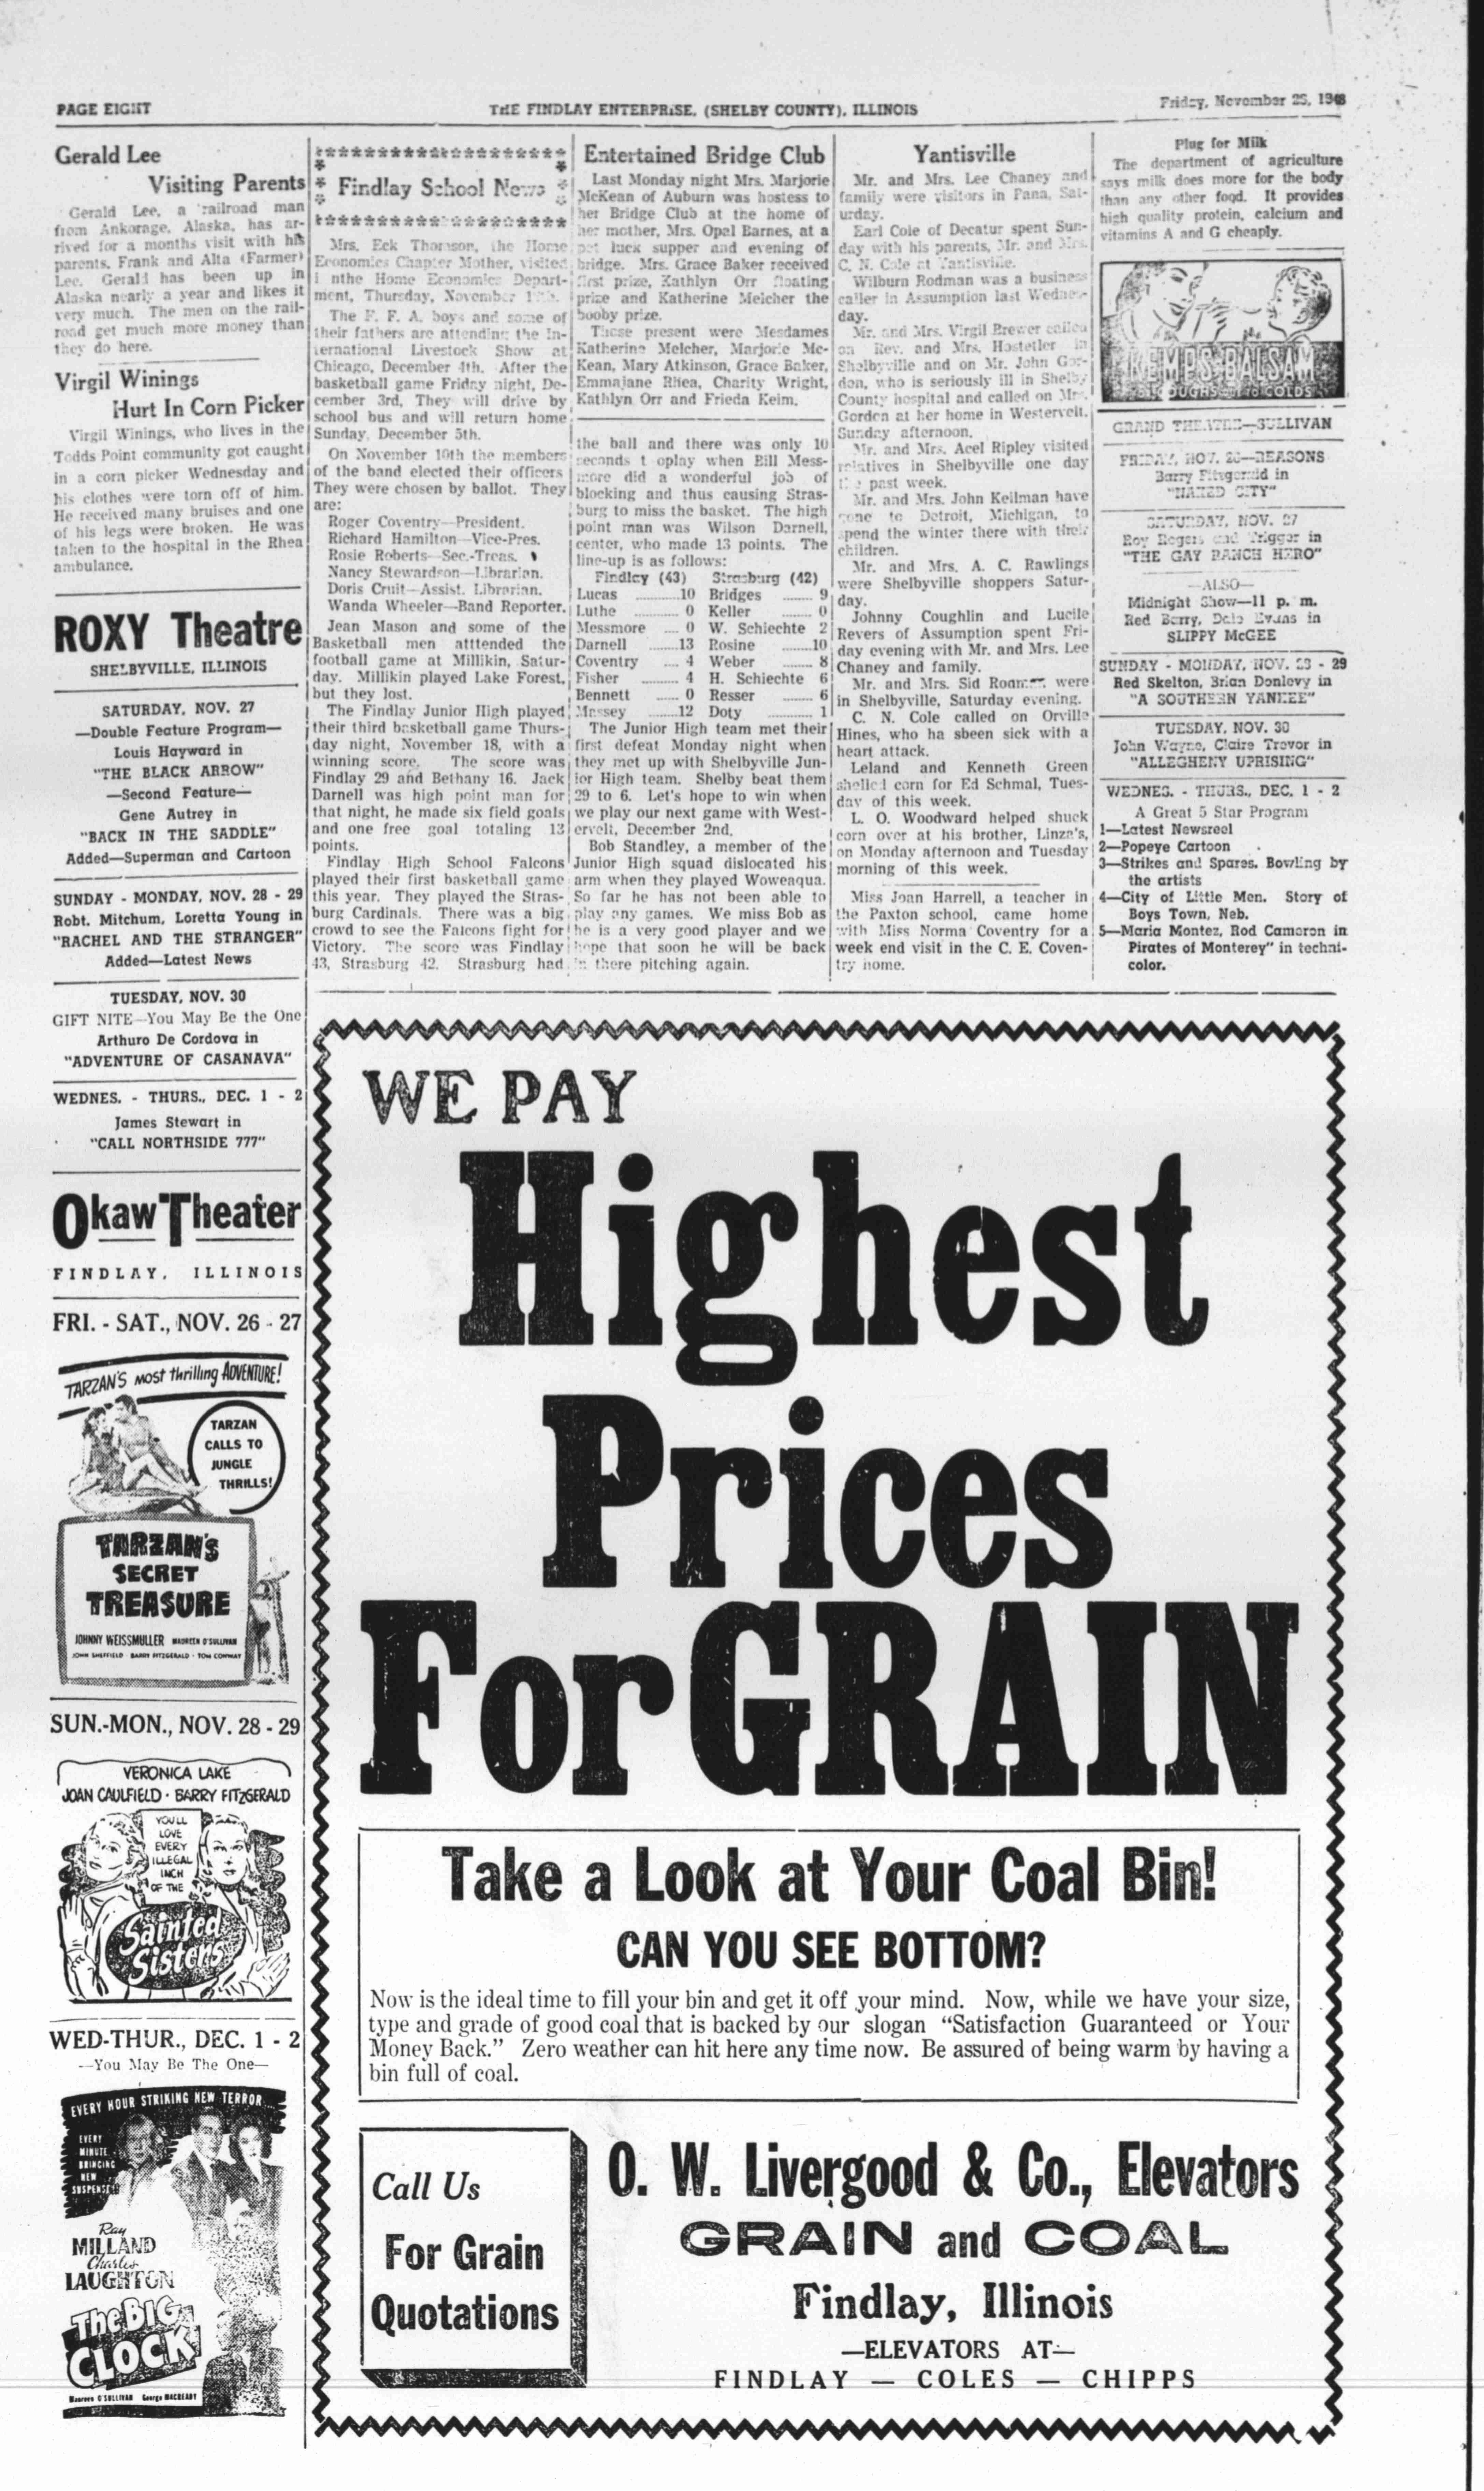 PAGE EIGHT
THE FINDLAY ENTERPRISE, (SHELBY COUNTY), ILLINOIS
Friday, November 26, 1948
Gerald Lee
Visiting Parents
Gerald Lee, a railroad man
from Ankorage, Alaska, has ar-
rived for a months visit with his
parents, Frank and Alta (Farmer)
Lee. Gerald has been up in
Alaska nearly a year and likes it
very much. The men on the rail-
road get much more money than
they do here.
Virgil Winings
Hurt In Corn Picker
Virgil Winings, who lives in the
Todds Point community got caught
in a corn picker Wednesday and
his clothes were torn off of him.
He received many bruises and one
of his legs were broken. He was
taken to the hospital in the Rhea
ambulance.
ROXY Theatre
SHELBYVILLE, ILLINOIS
SATURDAY, NOV. 27
—Double Feature Program—
Louis Hayward in
"THE BLACK ARROW"
—Second Feature—
Gene Autrey in
"BACK IN THE SADDLE"
Added—Superman and Cartoon
SUNDAY - MONDAY, NOV. 28 - 29
Robt. Mitchum, Loretta Young in
"RACHEL AND THE STRANGER"
Added—Latest News
TUESDAY, NOV. 30
GIFT NITE—You May Be the One
Arthuro De Cordova in
"ADVENTURE OF CASANAVA"
WEDNES. - THURS., DEC. 1 - 2
James Stewart in
"CALL NORTHSIDE 777"
Okaw Theater
FINDLAY, ILLINOIS
FRI. - SAT., NOV. 26 - 27
TARZAN'S most thrilling ADVENTURE!
TARZAN
CALLS TO
JUNGLE
THRILLS!
TARZAN'S
SECRET
TREASURE
JOHNNY WEISSMULLER MAUREEN O'SULLIVAN
JOHN SHEFFIELD · BARRY FITZGERALD · TOM CONWAY
SUN.-MON., NOV. 28 - 29
VERONICA LAKE
JOAN CAULFIELD · BARRY FITZGERALD
YOU'LL
LOVE
EVERY
ILLEGAL
INCH
OF THE
Sainted
Sisters
WED-THUR., DEC. 1 - 2
—You May Be The One—
EVERY HOUR STRIKING NEW TERROR...
EVERY
MINUTE
BRINGING
NEW
SUSPENSE!
Ray
MILLAND
Charles
LAUGHTON
The BIG
CLOCK
Maureen O'SULLIVAN George MACREADY
Findlay School News
Mrs. Eck Thomson, the Home
Economics Chapter Mother, visited
i nthe Home Economics Depart-
ment, Thursday, November
The F. F. A. boys and some of
their fathers are attending the In-
ternational Livestock Show at
Chicago, December 4th. After the
basketball game Friday night, De-
cember 3rd, They will drive by
school bus and will return home
Sunday, December 5th.
On November 10th the members
of the band elected their officers
They were chosen by ballot. They
are:
Roger Coventry—President.
Richard Hamilton—Vice-Pres.
Rosie Roberts—Sec.-Treas.
Nancy Stewardson—Librarian.
Doris Cruit—Assist. Librarian.
Wanda Wheeler—Band Reporter.
Jean Mason and some of the
Basketball men atttended the
football game at Millikin, Satur-
day. Millikin played Lake Forest,
but they lost.
The Findlay Junior High played
their third basketball game Thurs-
day night, November 18, with a
winning score. The score was
Findlay 29 and Bethany 16. Jack
Darnell was high point man for
that night, he made six field goals
and one free goal totaling 13
points.
Findlay High School Falcons
played their first basketball game
this year. They played the Stras-
burg Cardinals. There was a big
crowd to see the Falcons fight for
Victory. The score was Findlay
43, Strasburg 42. Strasburg had
Entertained Bridge Club
Last Monday night Mrs. Marjorie
McKean of Auburn was hostess to
her Bridge Club at the home of
her mother, Mrs. Opal Barnes, at a
pot luck supper and evening of
bridge. Mrs. Grace Baker received
first prize, Kathlyn Orr floating
prize and Katherine Melcher the
booby prize.
Those present were Mesdames
Katherine Melcher, Marjorie Mc-
Kean, Mary Atkinson, Grace Baker,
Emmajane Rhea, Charity Wright,
Kathlyn Orr and Frieda Keim.
the ball and there was only 10
seconds t oplay when Bill Mess-
more did a wonderful job of
blocking and thus causing Stras-
burg to miss the basket. The high
point man was Wilson Darnell,
center, who made 13 points. The
line-up is as follows:
Findley (43) Strasburg (42)
Lucas 10 Bridges 9
Luthe 0 Keller 0
Messmore 0 W. Schiechte 2
Darnell 13 Rosine 10
Coventry 4 Weber 8
Fisher 4 H. Schiechte 6
Bennett 0 Resser 6
Massey 12 Doty 1
The Junior High team met their
first defeat Monday night when
they met up with Shelbyville Jun-
ior High team. Shelby beat them
29 to 6. Let's hope to win when
we play our next game with West-
ervelt, December 2nd.
Bob Standley, a member of the
Junior High squad dislocated his
arm when they played Woweaqua.
So far he has not been able to
play any games. We miss Bob as
he is a very good player and we
hope that soon he will be back
in there pitching again.
Yantisville
Mr. and Mrs. Lee Chaney and
family were visitors in Pana, Sat-
urday.
Earl Cole of Decatur spent Sun-
day with his parents, Mr. and Mrs.
C. N. Cole at Yantisville.
Wilburn Rodman was a business
caller in Assumption last Wednes-
day.
Mr. and Mrs. Virgil Brewer called
on Rev. and Mrs. Hostetler in
Shelbyville and on Mr. John Gor-
don, who is seriously ill in Shelby
County hospital and called on Mrs.
Gordon at her home in Westervelt,
Sunday afternoon.
Mr. and Mrs. Acel Ripley visited
relatives in Shelbyville one day
the past week.
Mr. and Mrs. John Keilman have
gone to Detroit, Michigan, to
spend the winter there with their
children.
Mr. and Mrs. A. C. Rawlings
were Shelbyville shoppers Satur-
day.
Johnny Coughlin and Lucile
Revers of Assumption spent Fri-
day evening with Mr. and Mrs. Lee
Chaney and family.
Mr. and Mrs. Sid were
in Shelbyville, Saturday evening.
C. N. Cole called on Orville
Hines, who ha sbeen sick with a
heart attack.
Leland and Kenneth Green
shelled corn for Ed Schmal, Tues-
day of this week.
L. O. Woodward helped shuck
corn over at his brother, Linza's,
on Monday afternoon and Tuesday
morning of this week.
Miss Joan Harrell, a teacher in
the Paxton school, came home
with Miss Norma Coventry for a
week end visit in the C. E. Coven-
try home.
Plug for Milk
The department of agriculture
says milk does more for the body
than any other food. It provides
high quality protein, calcium and
vitamins A and G cheaply.
KEMPS BALSAM
COUGHS COLDS
GRAND THEATRE—SULLIVAN
FRIDAY, NOV. 26—REASONS
Barry Fitzgerald in
"NAKED CITY"
SATURDAY, NOV. 27
Roy Rogers and Trigger in
"THE GAY RANCH HERO"
—ALSO—
Midnight Show—11 p. m.
Red Barry, Dale Evans in
SLIPPY McGEE
SUNDAY - MONDAY, NOV. 28 - 29
Red Skelton, Brian Donlevy in
"A SOUTHERN YANKEE"
TUESDAY, NOV. 30
John Wayne, Claire Trevor in
"ALLEGHENY UPRISING"
WEDNES. - THURS., DEC. 1 - 2
A Great 5 Star Program
1—Latest Newsreel
2—Popeye Cartoon
3—Strikes and Spares. Bowling by
the artists
4—City of Little Men. Story of
Boys Town, Neb.
5—Maria Montez, Rod Cameron in
Pirates of Monterey" in techni-
color.
WE PAY
Highest
Prices
For GRAIN
Take a Look at Your Coal Bin!
CAN YOU SEE BOTTOM?
Now is the ideal time to fill your bin and get it off your mind. Now, while we have your size,
type and grade of good coal that is backed by our slogan "Satisfaction Guaranteed or Your
Money Back." Zero weather can hit here any time now. Be assured of being warm by having a
bin full of coal.
Call Us
For Grain
Quotations
O. W. Livergood & Co., Elevators
GRAIN and COAL
Findlay, Illinois
—ELEVATORS AT—
FINDLAY — COLES — CHIPPS